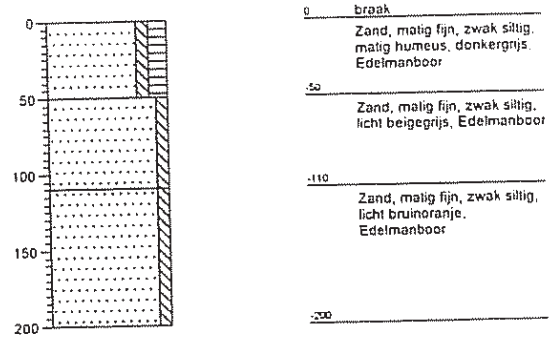 0
50
100
150
200
0 braak
Zand, matig fijn, zwak siltig,
matig humeus, donkergrijs,
Edelmanboor
-50
Zand, matig fijn, zwak siltig,
licht beigegrijs, Edelmanboor
-110
Zand, matig fijn, zwak siltig,
licht bruinoranje,
Edelmanboor
-200